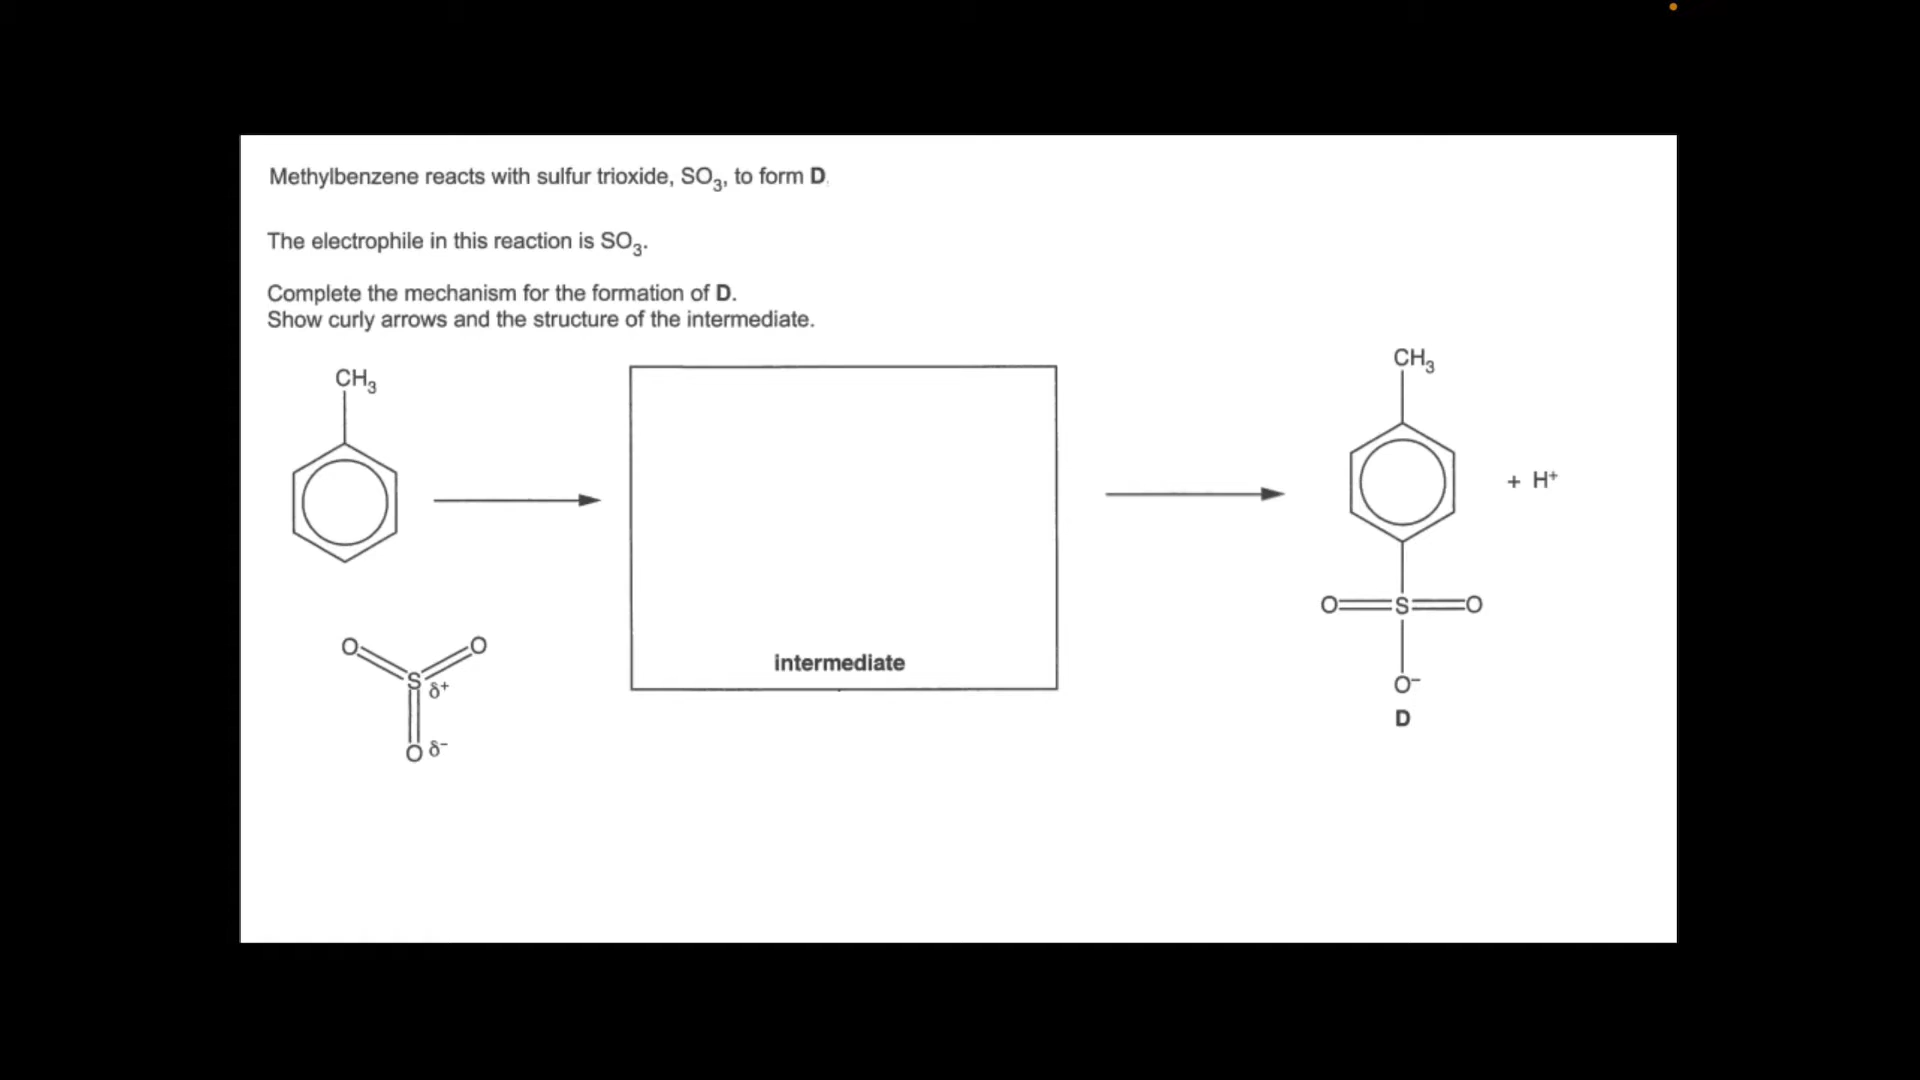 Methylbenzene reacts with sulfur trioxide, SO₃, to form D.
The electrophile in this reaction is SO₃.
Complete the mechanism for the formation of D.
Show curly arrows and the structure of the intermediate.
CH₃
O
O
S
δ+
O δ−
intermediate
CH₃
+ H⁺
O S O
O⁻
D